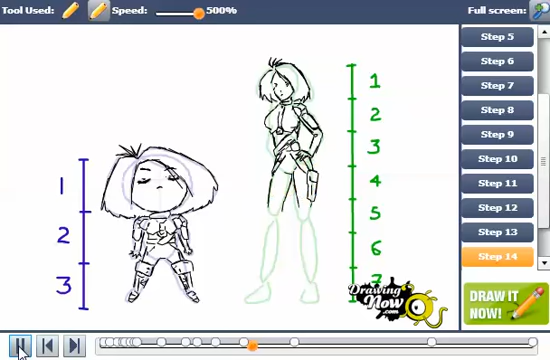 Tool Used:
Speed:
500%
Full screen:
Step 5
Step 6
Step 7
Step 8
Step 9
Step 10
Step 11
Step 12
Step 13
Step 14
1
2
3
1
2
3
4
5
6
7
Drawing
Now.com
DRAW IT
NOW!